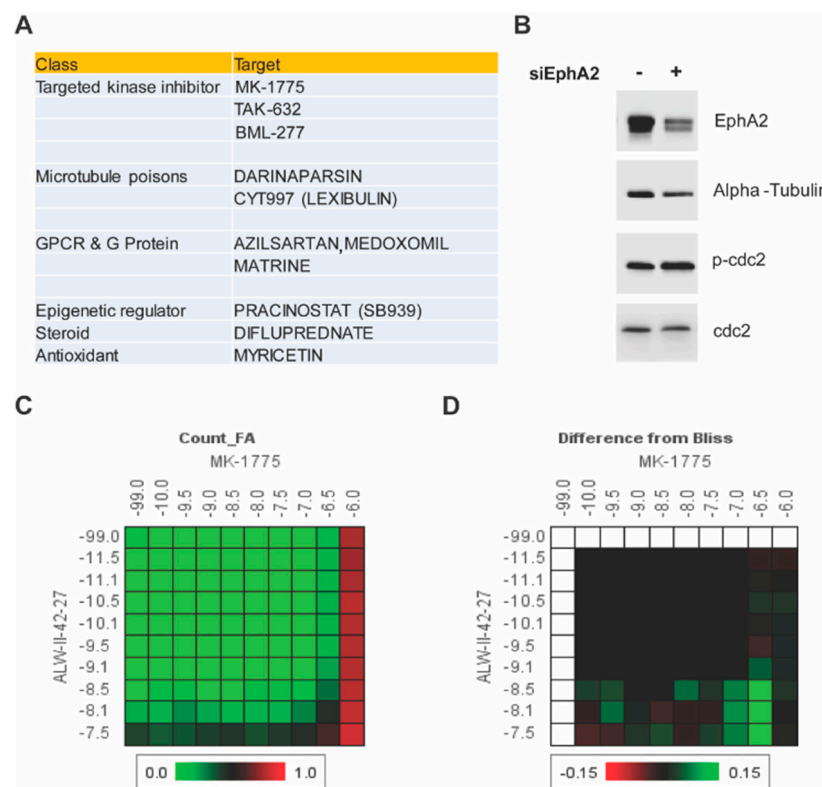 A
Class Target
Targeted kinase inhibitor MK-1775
TAK-632
BML-277
Microtubule poisons DARINAPARSIN
CYT997 (LEXIBULIN)
GPCR & G Protein AZILSARTAN,MEDOXOMIL
MATRINE
Epigenetic regulator PRACINOSTAT (SB939)
Steroid DIFLUPREDNATE
Antioxidant MYRICETIN
B
siEphA2 - +
EphA2
Alpha -Tubulin
p-cdc2
cdc2
C
Count_FA
MK-1775
-99.0 -10.0 -9.5 -9.0 -8.5 -8.0 -7.5 -7.0 -6.5 -6.0
ALW-II-42-27
-99.0
-11.5
-11.1
-10.5
-10.1
-9.5
-9.1
-8.5
-8.1
-7.5
0.0 1.0
D
Difference from Bliss
MK-1775
-99.0 -10.0 -9.5 -9.0 -8.5 -8.0 -7.5 -7.0 -6.5 -6.0
ALW-II-42-27
-99.0
-11.5
-11.1
-10.5
-10.1
-9.5
-9.1
-8.5
-8.1
-7.5
-0.15 0.15